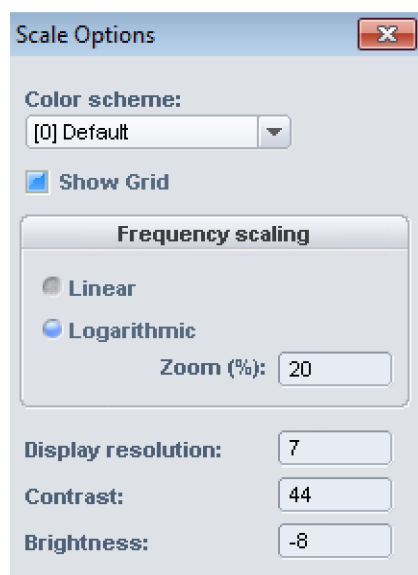 Scale Options
Color scheme:
[0] Default
Show Grid
Frequency scaling
Linear
Logarithmic
Zoom (%): 20
Display resolution: 7
Contrast: 44
Brightness: -8